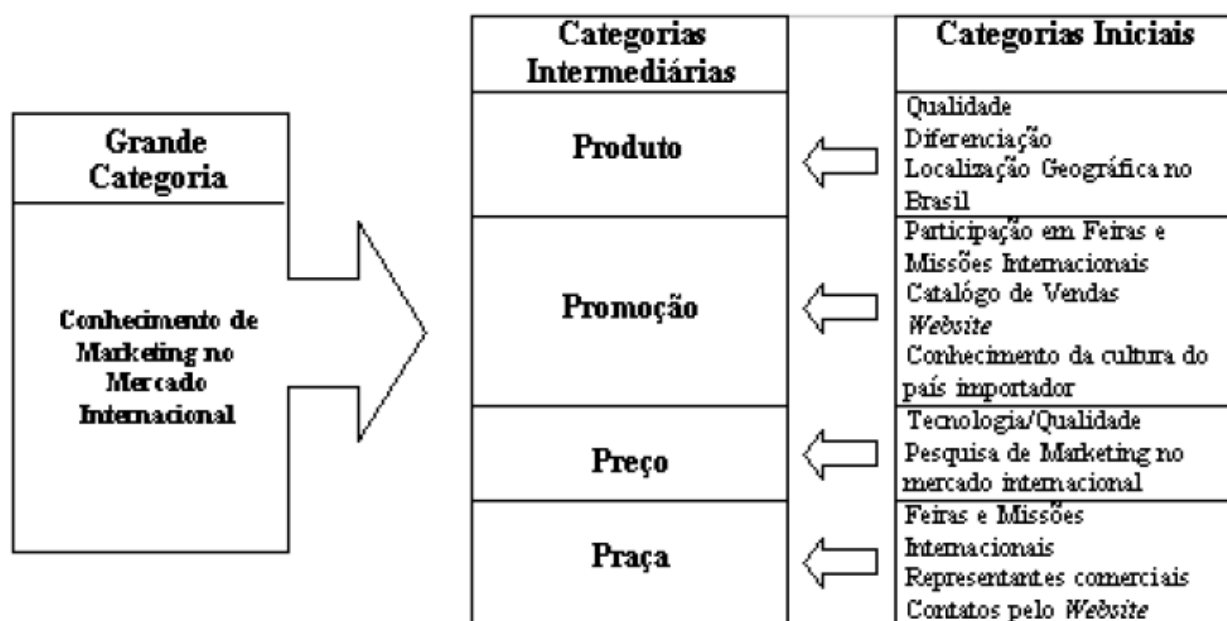 Grande
Categoria
Conhecimento de
Marketing no
Mercado
Internacional
Categorias
Intermediárias
Produto
Promoção
Preço
Praça
Categorias Iniciais
Qualidade
Diferenciação
Localização Geográfica no
Brasil
Participação em Feiras e
Missões Internacionais
Catalógo de Vendas
Website
Conhecimento da cultura do
país importador
Tecnologia/Qualidade
Pesquisa de Marketing no
mercado internacional
Feiras e Missões
Internacionais
Representantes comerciais
Contatos pelo Website